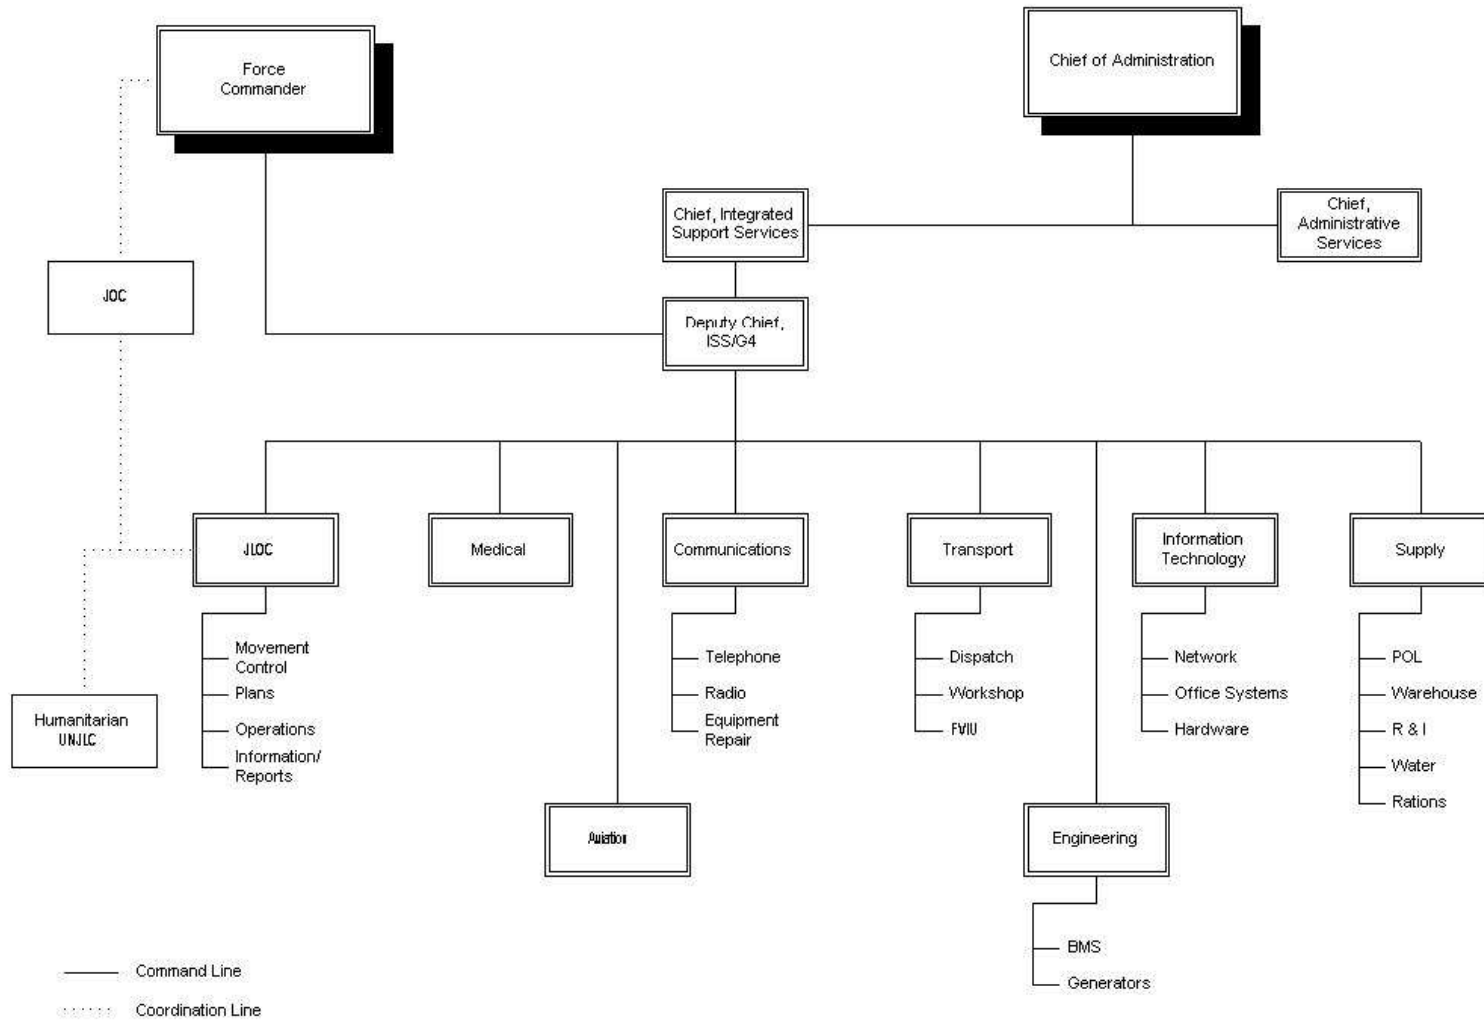 Force
Commander
Chief of Administration
Chief, Integrated
Support Services
Chief,
Administrative
Services
JOC
Deputy Chief,
ISS/G4
JLOC
Medical
Communications
Transport
Information
Technology
Supply
Movement
Control
Plans
Operations
Information/
Reports
Telephone
Radio
Equipment
Repair
Dispatch
Workshop
Network
Office Systems
Hardware
POL
Warehouse
R & I
Water
Rations
Humanitarian
UNJLC
Aviation
Engineering
BMS
Generators
Command Line
Coordination Line